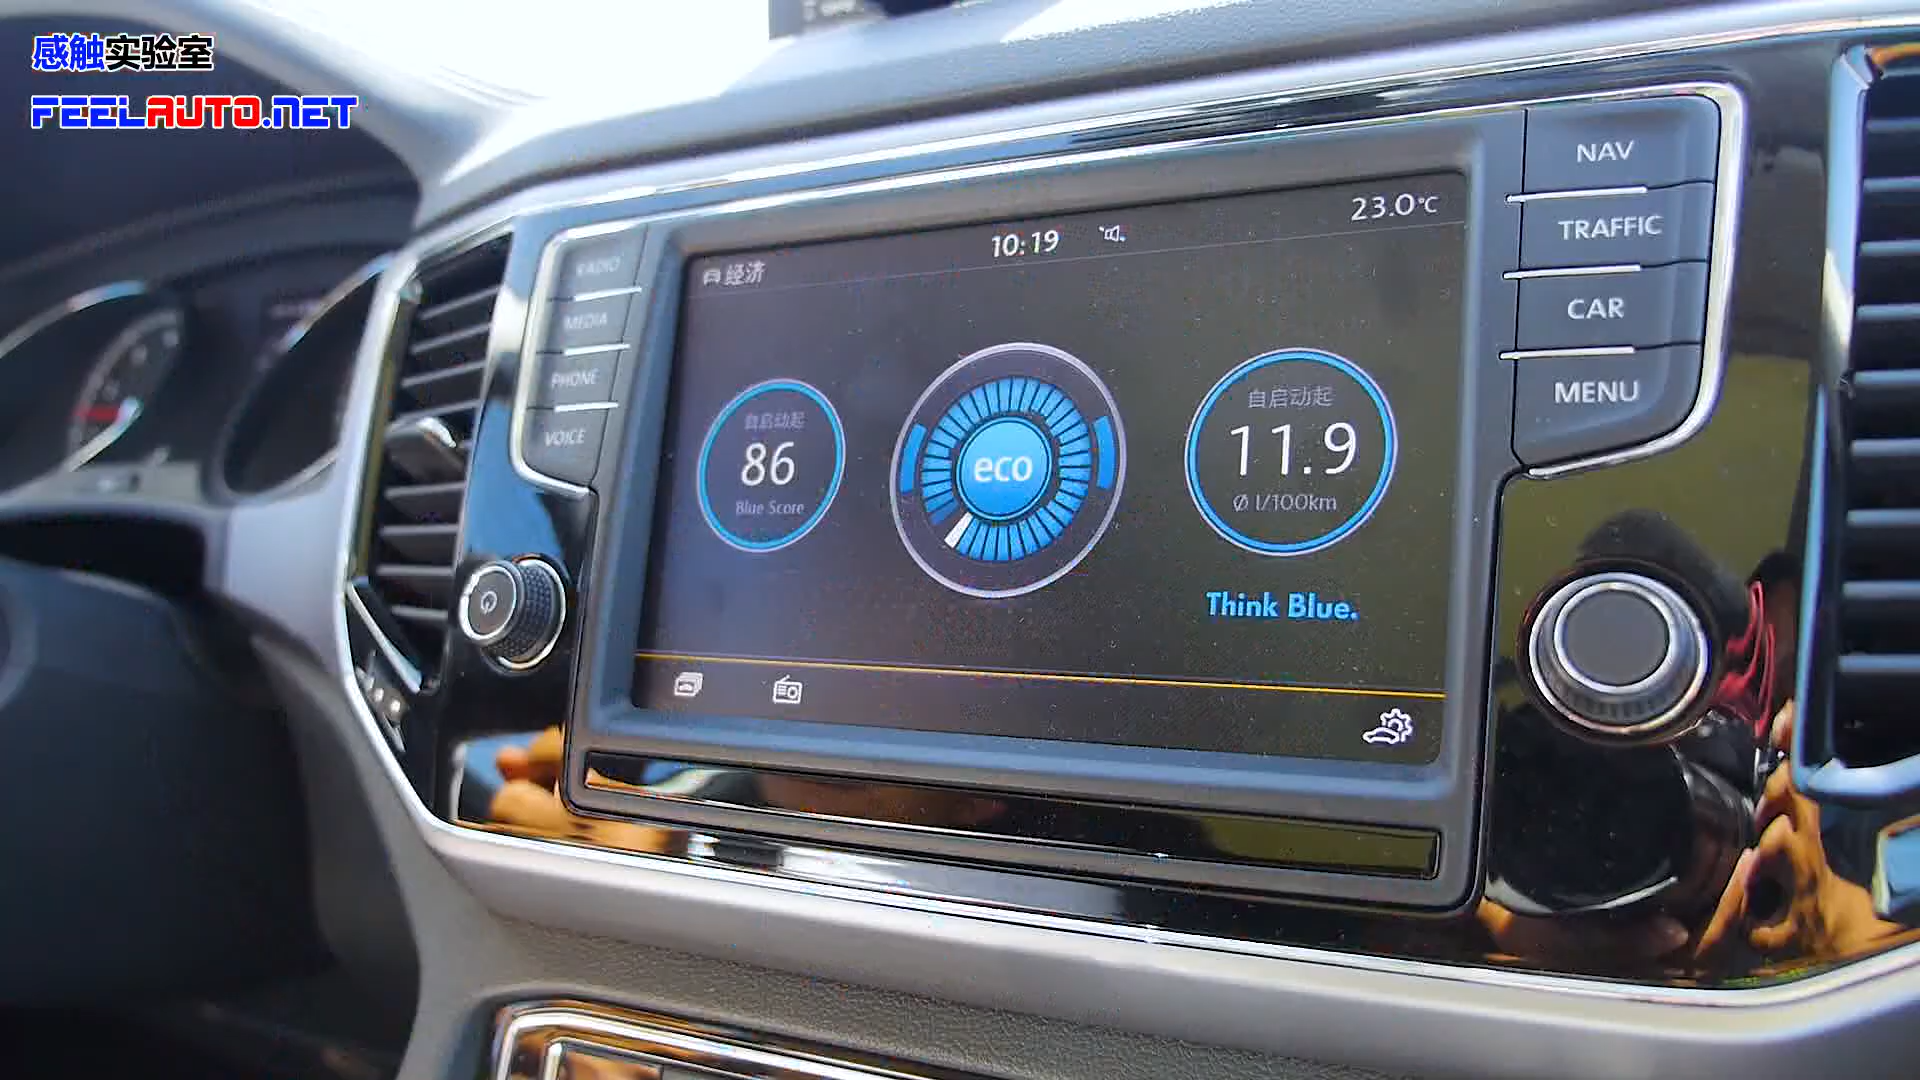 感触实验室
FEELAUTO.NET
RADIO
MEDIA
PHONE
VOICE
10:19
23.0°C
经济
自启动起
86
Blue Score
eco
自启动起
11.9
Ø l/100km
Think Blue.
NAV
TRAFFIC
CAR
MENU